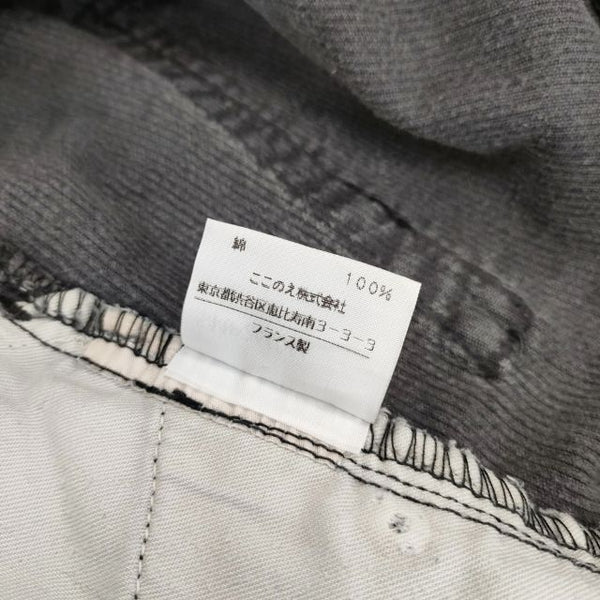 綿 100%
ここのえ株式会社
東京都渋谷区恵比寿南3-3-3
フランス製